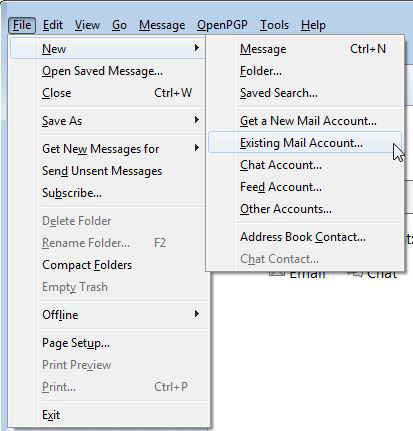 File Edit View Go Message OpenPGP Tools Help
New
Open Saved Message...
Close Ctrl+W
Save As
Get New Messages for
Send Unsent Messages
Subscribe...
Delete Folder
Rename Folder... F2
Compact Folders
Empty Trash
Offline
Page Setup...
Print Preview
Print... Ctrl+P
Exit
Message Ctrl+N
Folder...
Saved Search...
Get a New Mail Account...
Existing Mail Account...
Chat Account...
Feed Account...
Other Accounts...
Address Book Contact...
Chat Contact...
Email Chat